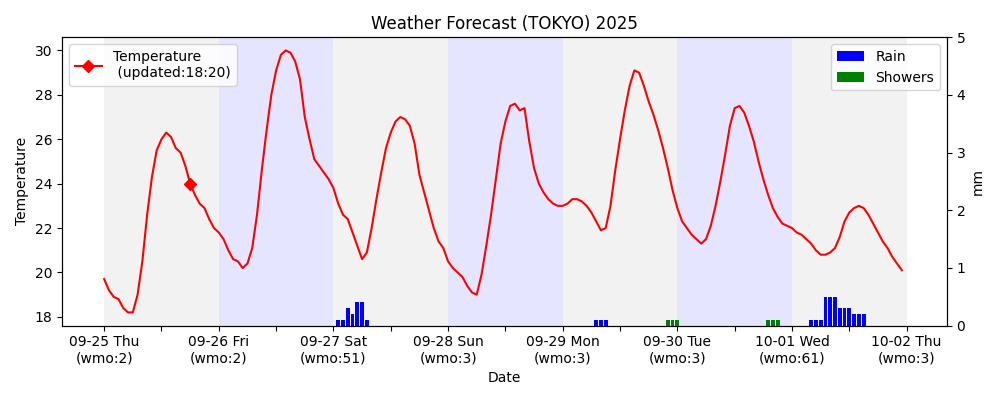 Weather Forecast (TOKYO) 2025
Temperature
(updated:18:20)
Rain
Showers
Temperature
30
28
26
24
22
20
18
5
4
3
2
1
0
mm
09-25 Thu
(wmo:2)
09-26 Fri
(wmo:2)
09-27 Sat
(wmo:51)
09-28 Sun
(wmo:3)
09-29 Mon
(wmo:3)
09-30 Tue
(wmo:3)
10-01 Wed
(wmo:61)
10-02 Thu
(wmo:3)
Date